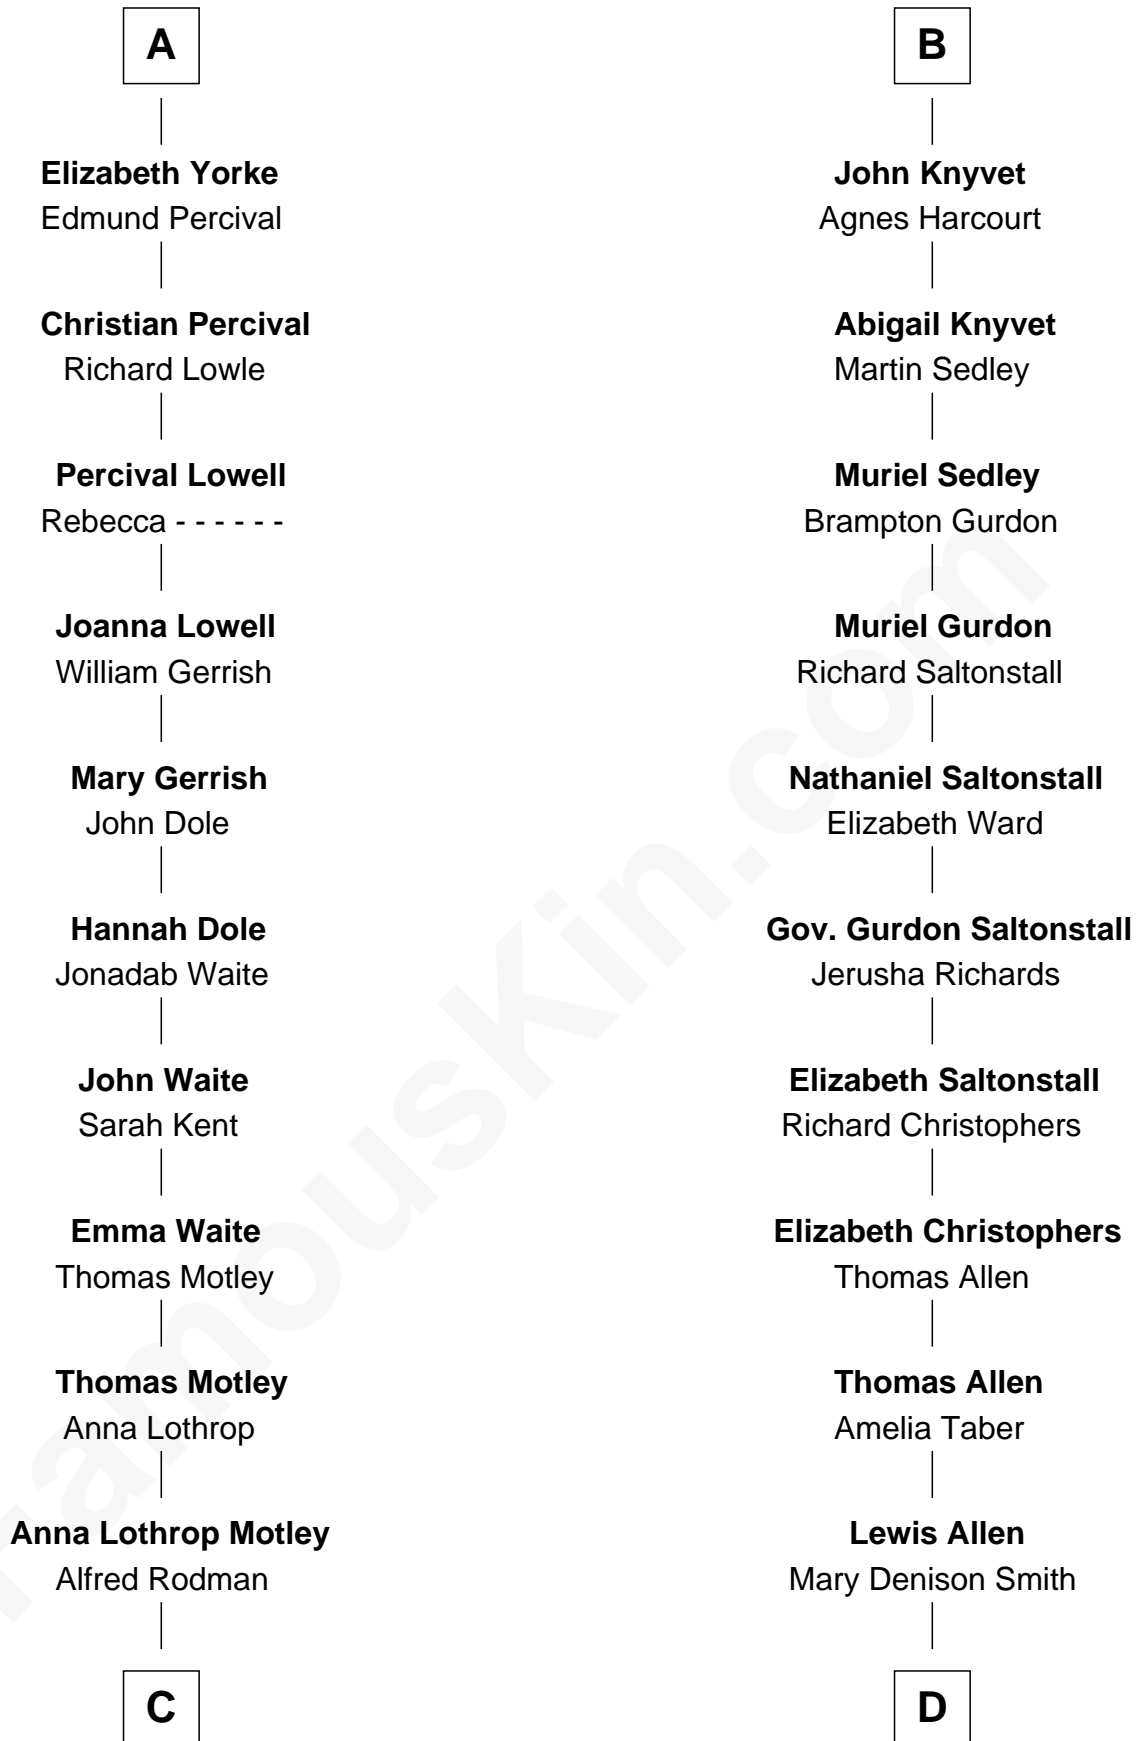 A
Elizabeth Yorke
Edmund Percival
Christian Percival
Richard Lowle
Percival Lowell
Rebecca - - - - - -
Joanna Lowell
William Gerrish
Mary Gerrish
John Dole
Hannah Dole
Jonadab Waite
John Waite
Sarah Kent
Emma Waite
Thomas Motley
Thomas Motley
Anna Lothrop
Anna Lothrop Motley
Alfred Rodman
C
B
John Knyvet
Agnes Harcourt
Abigail Knyvet
Martin Sedley
Muriel Sedley
Brampton Gurdon
Muriel Gurdon
Richard Saltonstall
Nathaniel Saltonstall
Elizabeth Ward
Gov. Gurdon Saltonstall
Jerusha Richards
Elizabeth Saltonstall
Richard Christophers
Elizabeth Christophers
Thomas Allen
Thomas Allen
Amelia Taber
Lewis Allen
Mary Denison Smith
D
FamousKin.com